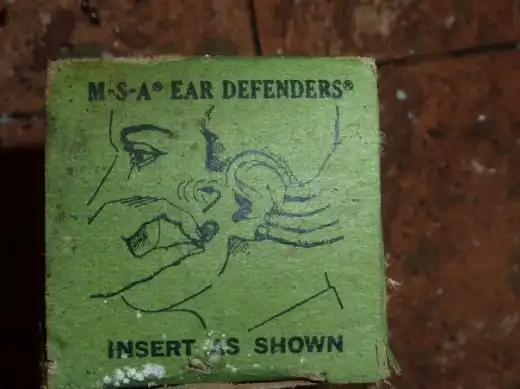 M-S-A® EAR DEFENDERS®
INSERT AS SHOWN